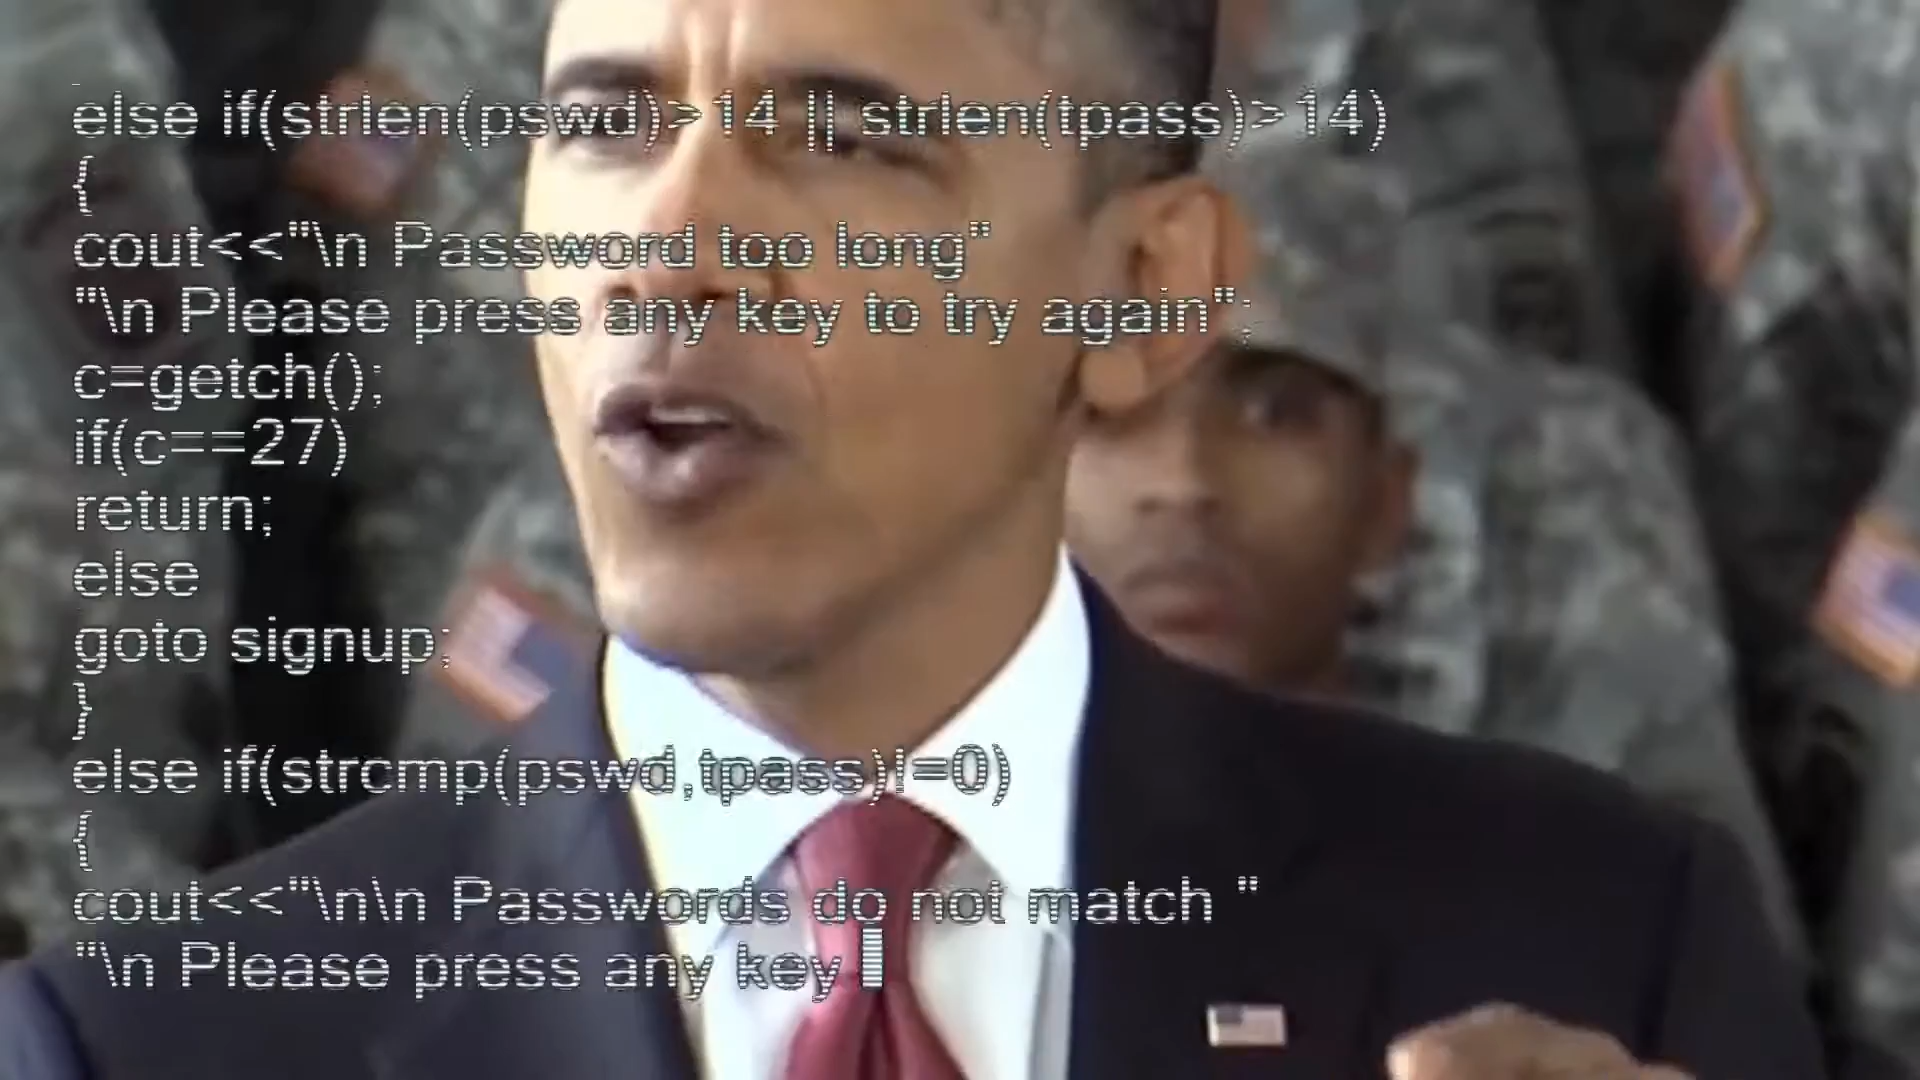 else if(strlen(pswd)>14 || strlen(tpass)>14)
{
cout<<"\n Password too long"
"\n Please press any key to try again";
c=getch();
if(c==27)
return;
else
goto signup;
}
else if(strcmp(pswd,tpass)!=0)
{
cout<<"\n\n Passwords do not match "
"\n Please press any key